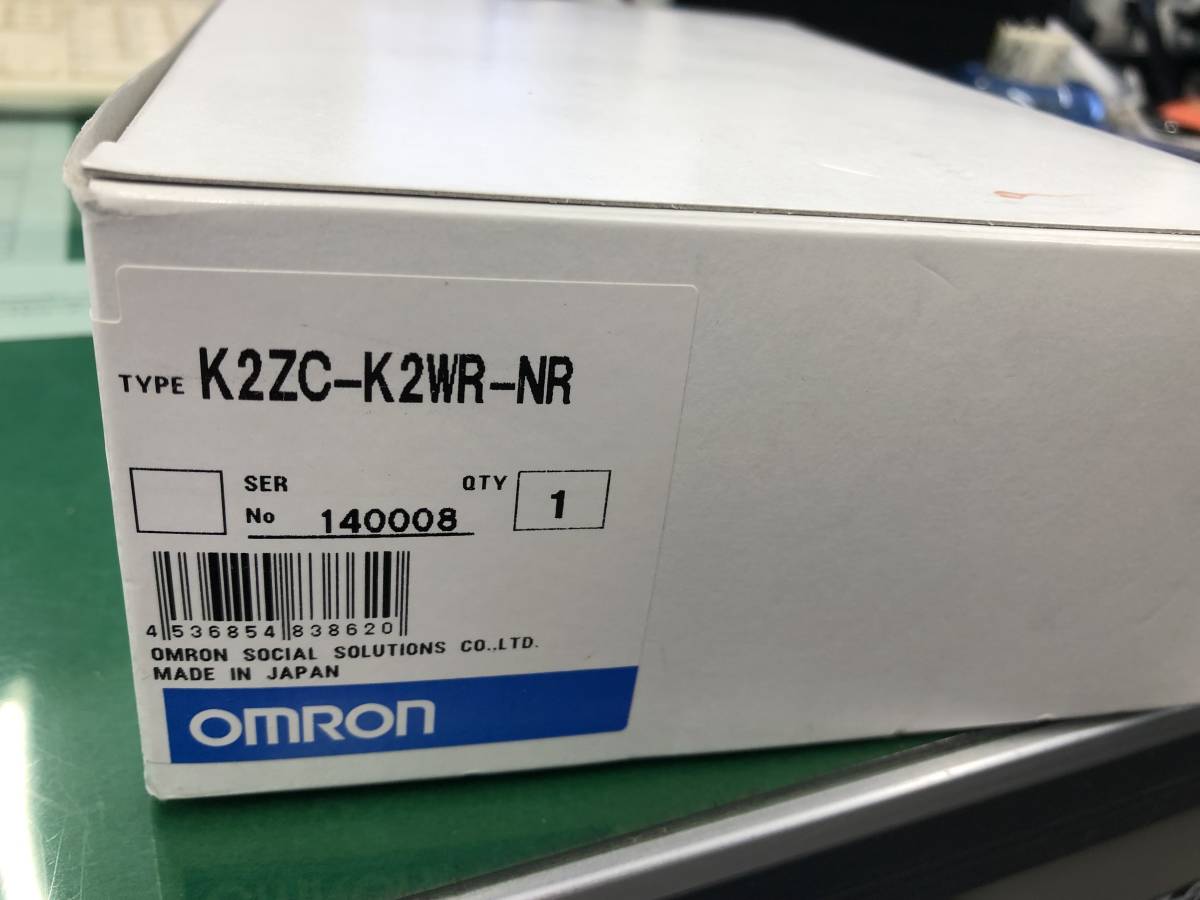 TYPE K2ZC-K2WR-NR
SER QTY
No 140008 1
4 536854 838620
OMRON SOCIAL SOLUTIONS CO.,LTD.
MADE IN JAPAN
OMRON